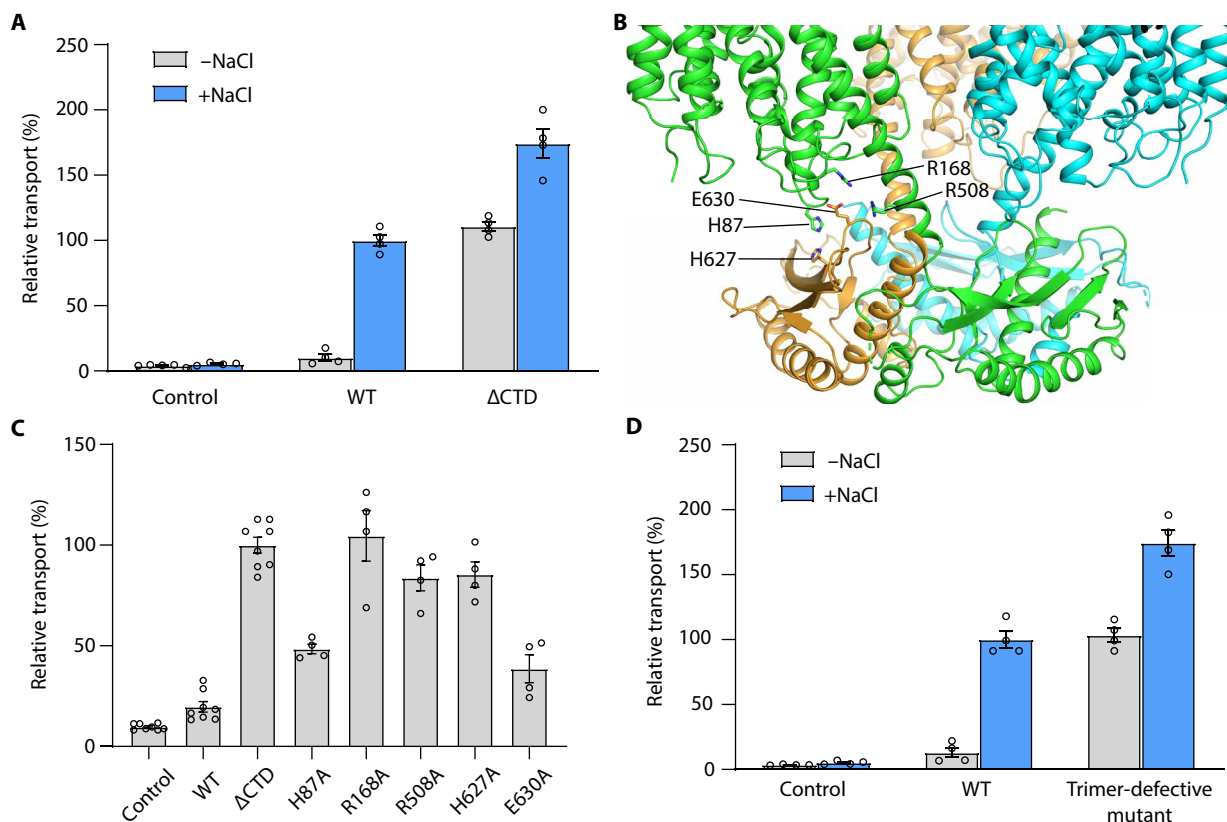 A
Relative transport (%)
250
200
150
100
50
0
–NaCl
+NaCl
Control
WT
ΔCTD
B
R168
R508
E630
H87
H627
C
Relative transport (%)
150
100
50
0
Control
WT
ΔCTD
H87A
R168A
R508A
H627A
E630A
D
Relative transport (%)
250
200
150
100
50
0
–NaCl
+NaCl
Control
WT
Trimer-defective
mutant